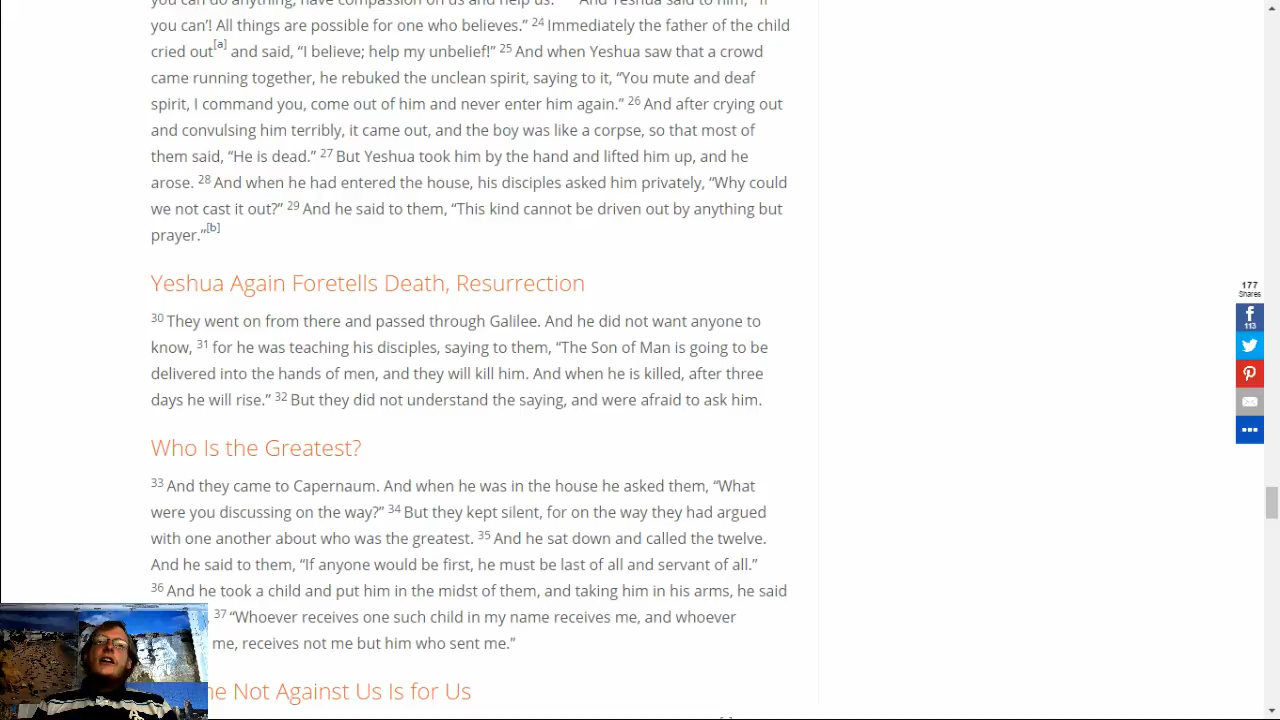 you can do anything, have compassion on us and help us.” And Yeshua said to him, “‘If
you can’! All things are possible for one who believes.” 24 Immediately the father of the child
cried out[a] and said, “I believe; help my unbelief!” 25 And when Yeshua saw that a crowd
came running together, he rebuked the unclean spirit, saying to it, “You mute and deaf
spirit, I command you, come out of him and never enter him again.” 26 And after crying out
and convulsing him terribly, it came out, and the boy was like a corpse, so that most of
them said, “He is dead.” 27 But Yeshua took him by the hand and lifted him up, and he
arose. 28 And when he had entered the house, his disciples asked him privately, “Why could
we not cast it out?” 29 And he said to them, “This kind cannot be driven out by anything but
prayer.”[b]
Yeshua Again Foretells Death, Resurrection
30 They went on from there and passed through Galilee. And he did not want anyone to
know, 31 for he was teaching his disciples, saying to them, “The Son of Man is going to be
delivered into the hands of men, and they will kill him. And when he is killed, after three
days he will rise.” 32 But they did not understand the saying, and were afraid to ask him.
Who Is the Greatest?
33 And they came to Capernaum. And when he was in the house he asked them, “What
were you discussing on the way?” 34 But they kept silent, for on the way they had argued
with one another about who was the greatest. 35 And he sat down and called the twelve.
And he said to them, “If anyone would be first, he must be last of all and servant of all.”
36 And he took a child and put him in the midst of them, and taking him in his arms, he said
37 “Whoever receives one such child in my name receives me, and whoever
me, receives not me but him who sent me.”
ne Not Against Us Is for Us
177
Shares
113